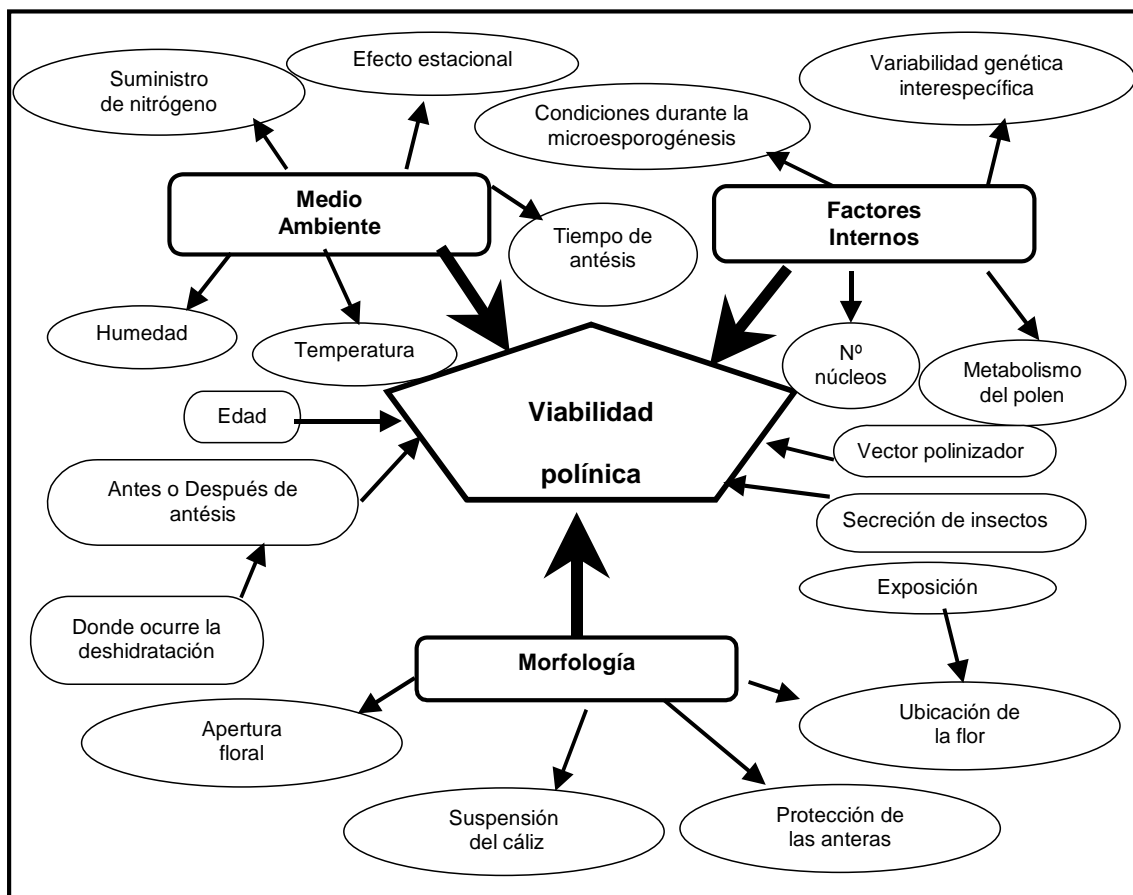 Suministro
de nitrógeno
Efecto estacional
Condiciones durante la
microesporogénesis
Variabilidad genética
interespecífica
Medio
Ambiente
Factores
Internos
Tiempo de
antésis
Humedad
Temperatura
Nº
núcleos
Metabolismo
del polen
Edad
Viabilidad
polínica
Vector polinizador
Antes o Después de
antésis
Secreción de insectos
Exposición
Donde ocurre la
deshidratación
Morfología
Apertura
floral
Ubicación de
la flor
Suspensión
del cáliz
Protección de
las anteras